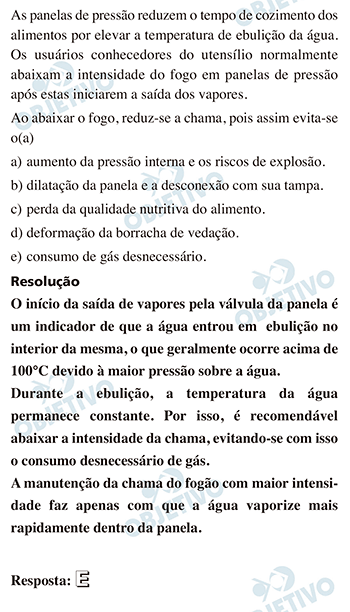 As panelas de pressão reduzem o tempo de cozimento dos
alimentos por elevar a temperatura de ebulição da água.
Os usuários conhecedores do utensílio normalmente
abaixam a intensidade do fogo em panelas de pressão
após estas iniciarem a saída dos vapores.
Ao abaixar o fogo, reduz-se a chama, pois assim evita-se
o(a)
a) aumento da pressão interna e os riscos de explosão.
b) dilatação da panela e a desconexão com sua tampa.
c) perda da qualidade nutritiva do alimento.
d) deformação da borracha de vedação.
e) consumo de gás desnecessário.
Resolução
O início da saída de vapores pela válvula da panela é
um indicador de que a água entrou em ebulição no
interior da mesma, o que geralmente ocorre acima de
100°C devido à maior pressão sobre a água.
Durante a ebulição, a temperatura da água
permanece constante. Por isso, é recomendável
abaixar a intensidade da chama, evitando-se com isso
o consumo desnecessário de gás.
A manutenção da chama do fogão com maior intensi-
dade faz apenas com que a água vaporize mais
rapidamente dentro da panela.
Resposta: E
OBJETIVO
OBJETIVO
OBJETIVO
OBJETIVO
OBJETIVO
OBJETIVO
OBJETIVO